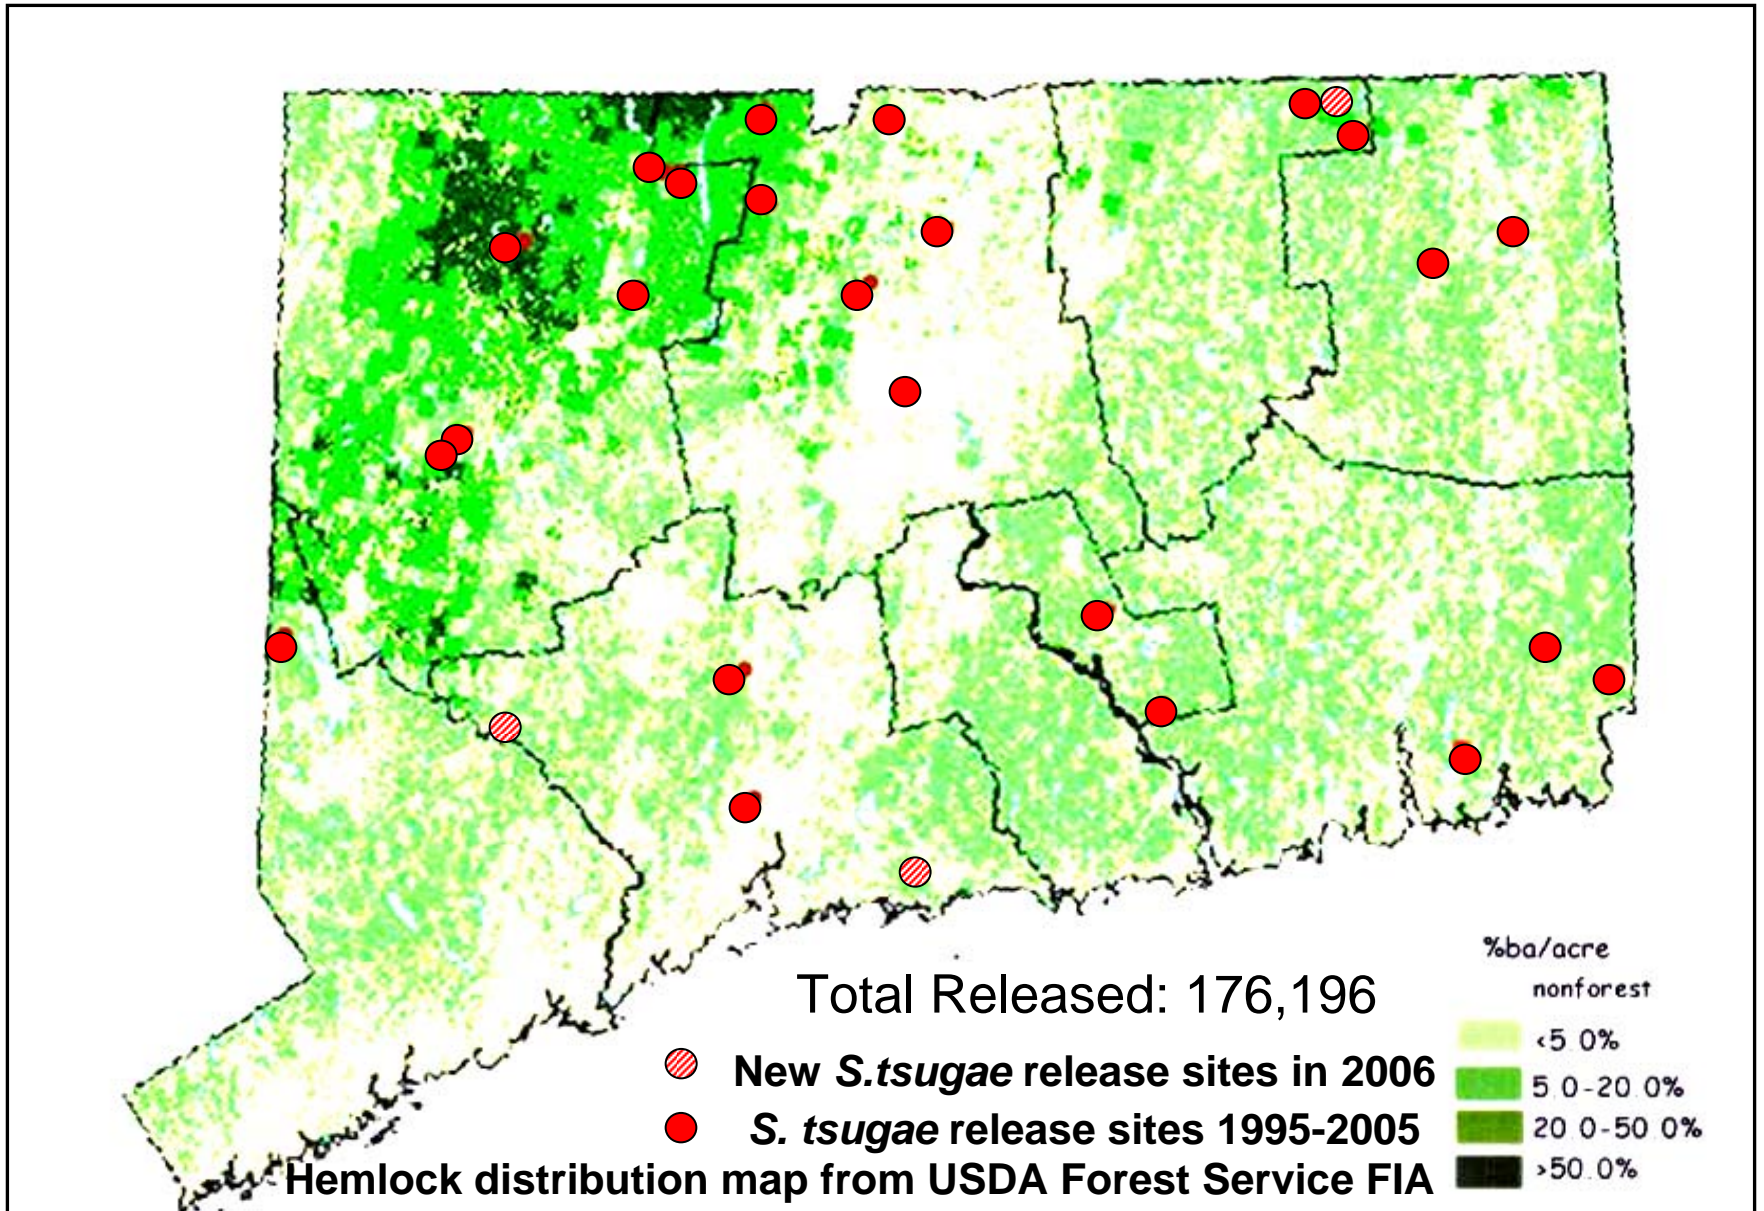 %ba/acre
nonforest
Total Released: 176,196
<5.0%
New S.tsugae release sites in 2006
5.0-20.0%
S. tsugae release sites 1995-2005
20.0-50.0%
Hemlock distribution map from USDA Forest Service FIA
>50.0%